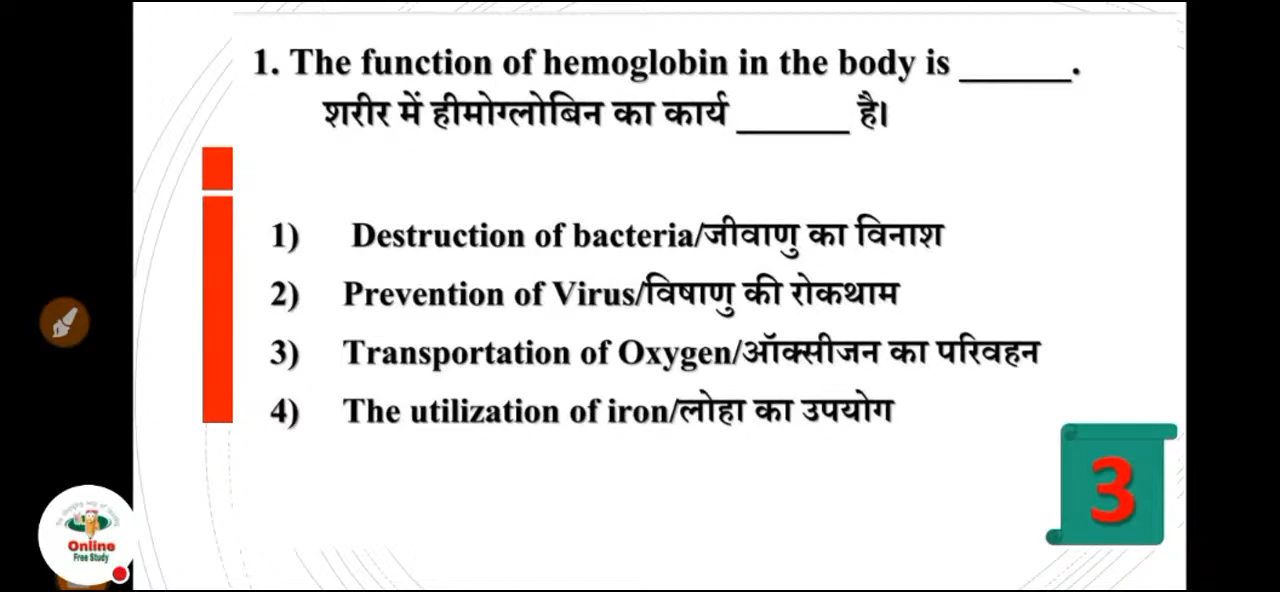 1. The function of hemoglobin in the body is ______.
शरीर में हीमोग्लोबिन का कार्य ______ है।
1) Destruction of bacteria/जीवाणु का विनाश
2) Prevention of Virus/विषाणु की रोकथाम
3) Transportation of Oxygen/ऑक्सीजन का परिवहन
4) The utilization of iron/लोहा का उपयोग
3
Online
Free Study